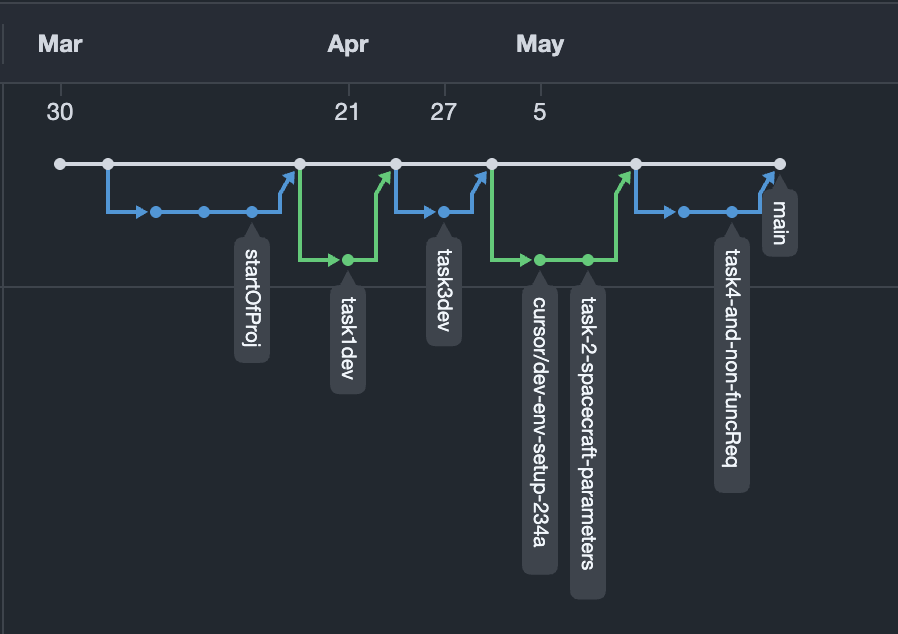 Mar
Apr
May
30
21
27
5
startOfProj
task1dev
task3dev
cursor/dev-env-setup-234a
task-2-spacecraft-parameters
task4-and-non-funcReq
main